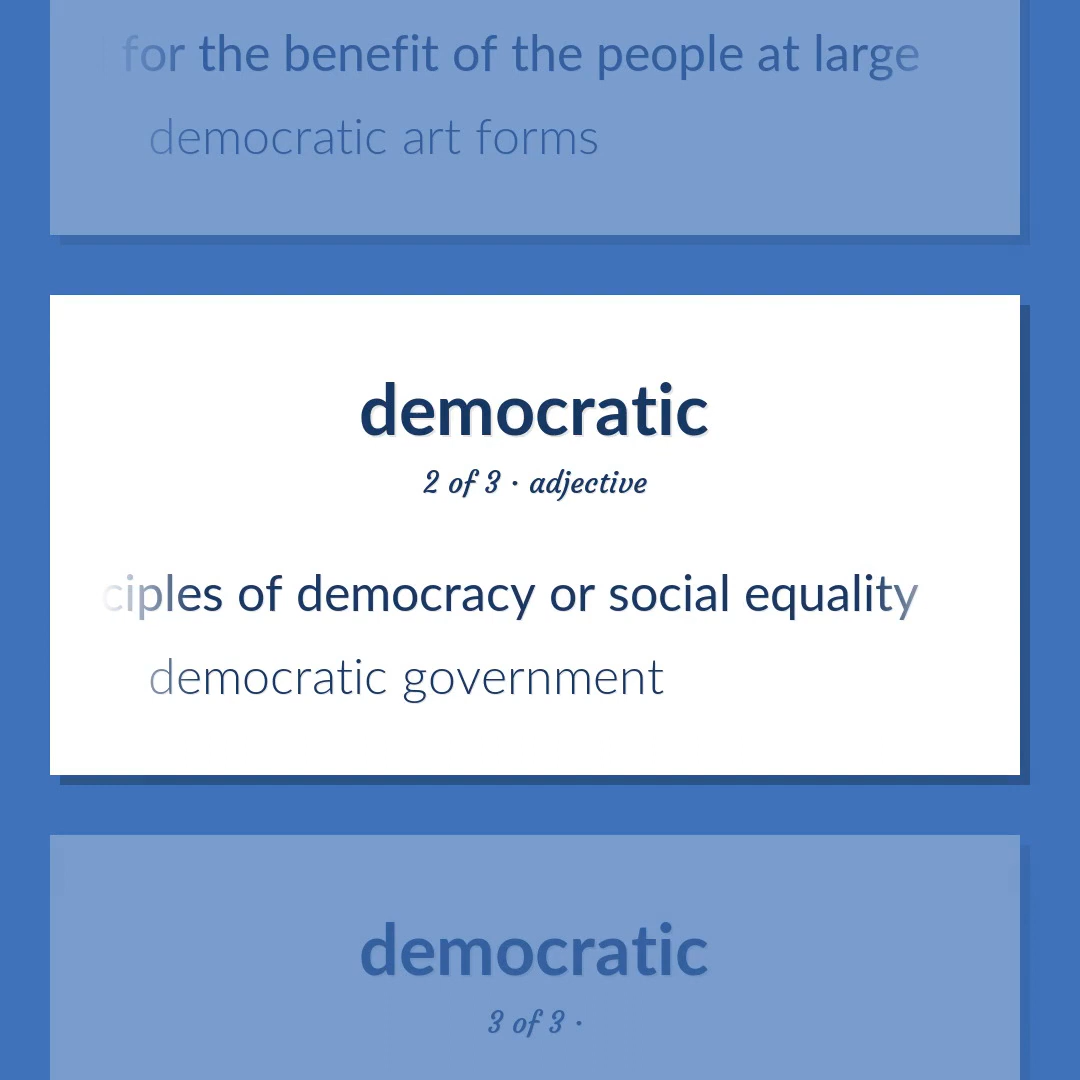 for the benefit of the people at large
democratic art forms
democratic
2 of 3 · adjective
ciples of democracy or social equality
democratic government
democratic
3 of 3 ·